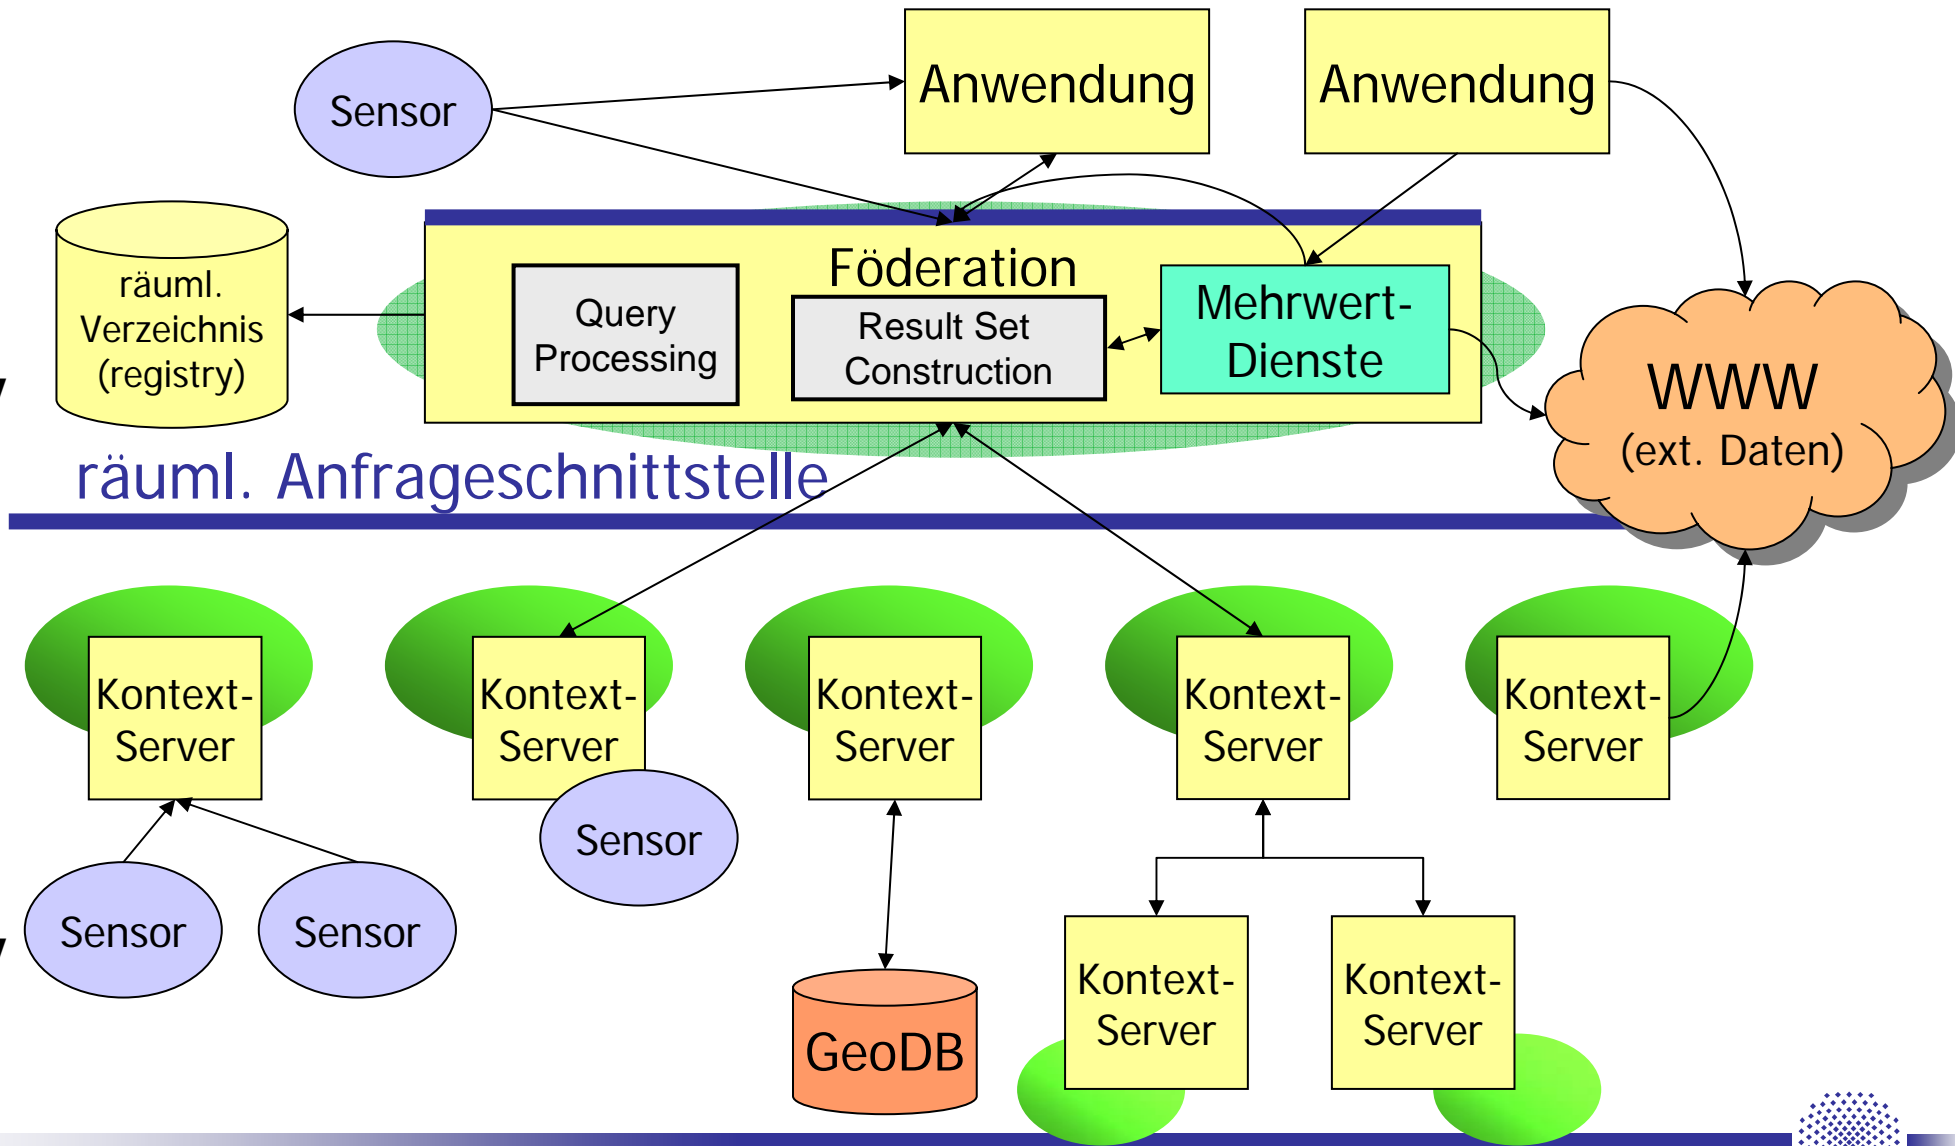 Sensor
Anwendung
Anwendung
räuml.
Verzeichnis
(registry)
Föderation
Query
Processing
Result Set
Construction
Mehrwert-
Dienste
WWW
(ext. Daten)
räuml. Anfrageschnittstelle
Kontext-
Server
Kontext-
Server
Kontext-
Server
Kontext-
Server
Kontext-
Server
Sensor
Sensor
Sensor
GeoDB
Kontext-
Server
Kontext-
Server